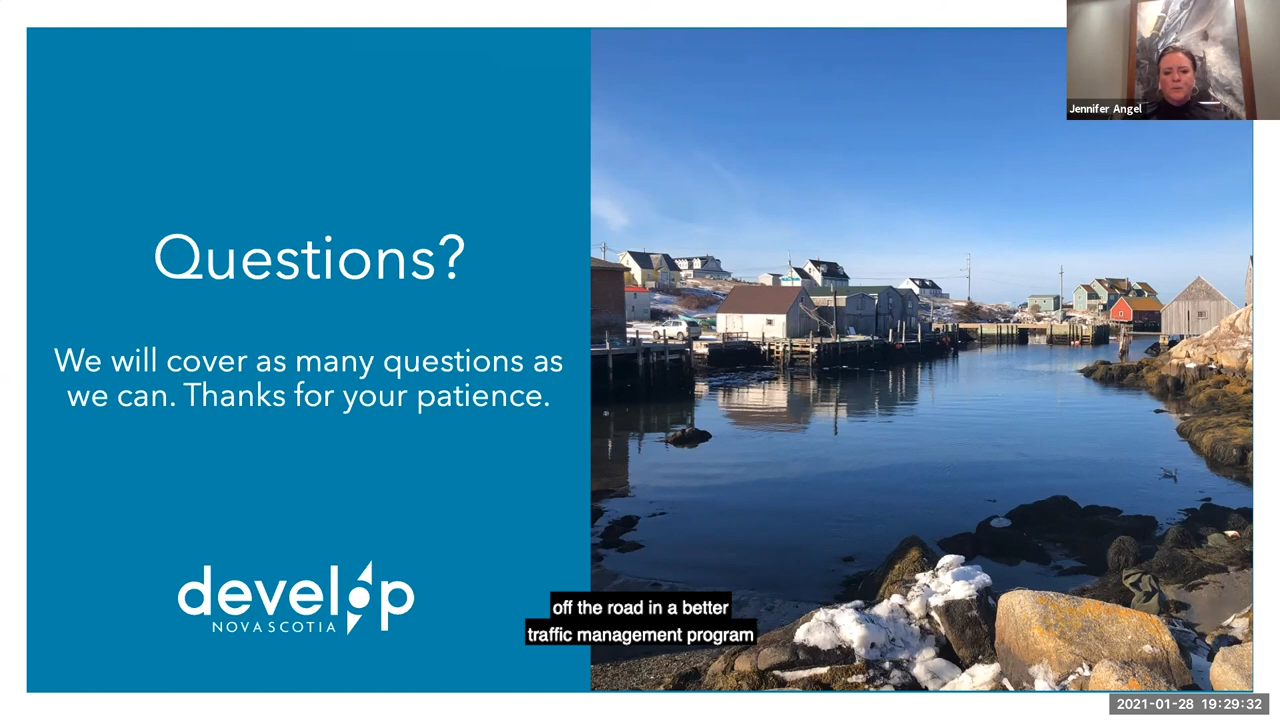 Jennifer Angel
Questions?
We will cover as many questions as
we can. Thanks for your patience.
develop
NOVA SCOTIA
off the road in a better
traffic management program
2021-01-28 19:29:32